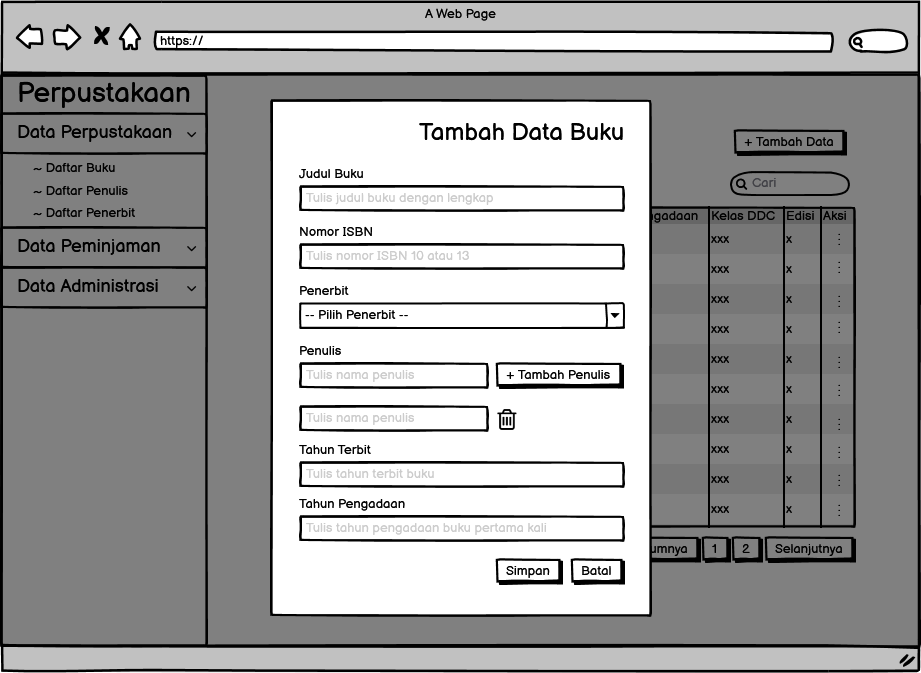 A Web Page
https://
Perpustakaan
Data Perpustakaan
~ Daftar Buku
~ Daftar Penulis
~ Daftar Penerbit
Data Peminjaman
Data Administrasi
Tambah Data Buku
Judul Buku
Tulis judul buku dengan lengkap
Nomor ISBN
Tulis nomor ISBN 10 atau 13
Penerbit
-- Pilih Penerbit --
Penulis
Tulis nama penulis
+ Tambah Penulis
Tulis nama penulis
Tahun Terbit
Tulis tahun terbit buku
Tahun Pengadaan
Tulis tahun pengadaan buku pertama kali
Simpan Batal
+ Tambah Data
Cari
ngadaan Kelas DDC Edisi Aksi
xxx x
xxx x
xxx x
xxx x
xxx x
xxx x
xxx x
xxx x
xxx x
xxx x
umnya 1 2 Selanjutnya